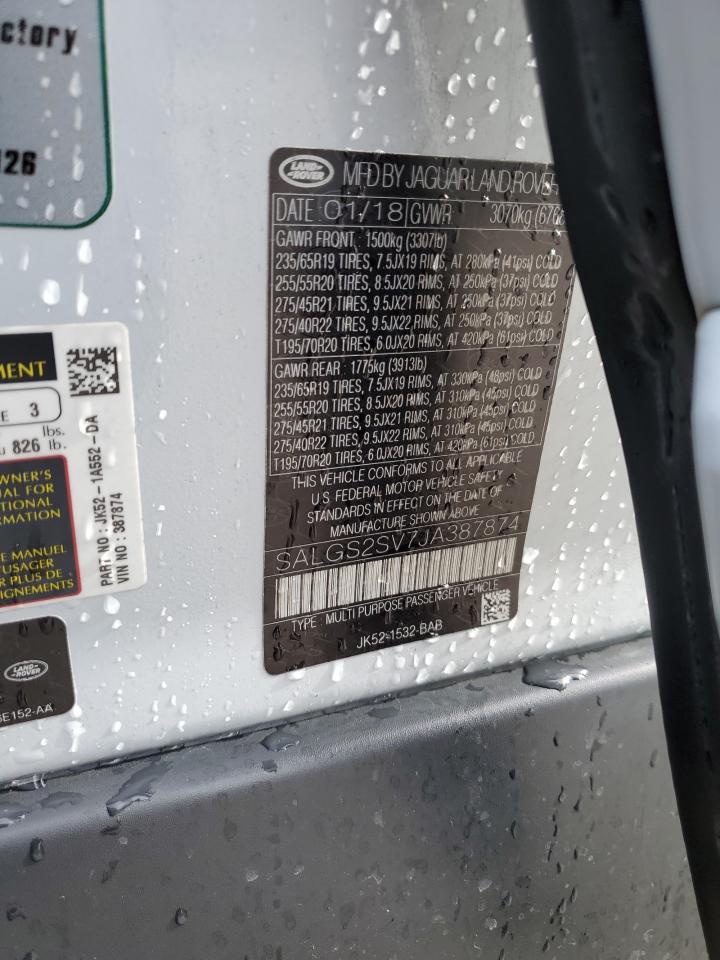 ctory
126
MENT
E 3
lbs.
u 826 lb.
WNER'S
AL FOR
TIONAL
RMATION
E MANUEL
USAGER
R PLUS DE
IGNEMENTS
PART NO : JK52 - 1A552 - DA
VIN NO : 387874
LAND-
ROVER
E152-AA
LAND-
ROVER
MFD BY JAGUAR LAND ROVER
DATE 01/18 GVWR 3070kg (676
GAWR FRONT : 1500kg (3307lb)
235/65R19 TIRES, 7.5JX19 RIMS, AT 280kPa (41psi) COLD
255/55R20 TIRES, 8.5JX20 RIMS, AT 250kPa (37psi) COLD
275/45R21 TIRES, 9.5JX21 RIMS, AT 250kPa (37psi) COLD
275/40R22 TIRES, 9.5JX22 RIMS, AT 250kPa (37psi) COLD
T195/70R20 TIRES, 6.0JX20 RIMS, AT 420kPa (61psi) COLD
GAWR REAR : 1775kg (3913lb)
235/65R19 TIRES, 7.5JX19 RIMS, AT 330kPa (48psi) COLD
255/55R20 TIRES, 8.5JX20 RIMS, AT 310kPa (45psi) COLD
275/45R21 TIRES, 9.5JX21 RIMS, AT 310kPa (45psi) COLD
275/40R22 TIRES, 9.5JX22 RIMS, AT 310kPa (45psi) COLD
T195/70R20 TIRES, 6.0JX20 RIMS, AT 420kPa (61psi) COLD
THIS VEHICLE CONFORMS TO ALL APPLICABLE
U.S. FEDERAL MOTOR VEHICLE SAFETY
STANDARDS IN EFFECT ON THE DATE OF
MANUFACTURE SHOWN ABOVE
SALGS2SV7JA387874
TYPE : MULTI PURPOSE PASSENGER VEHICLE
JK52-1532-BAB